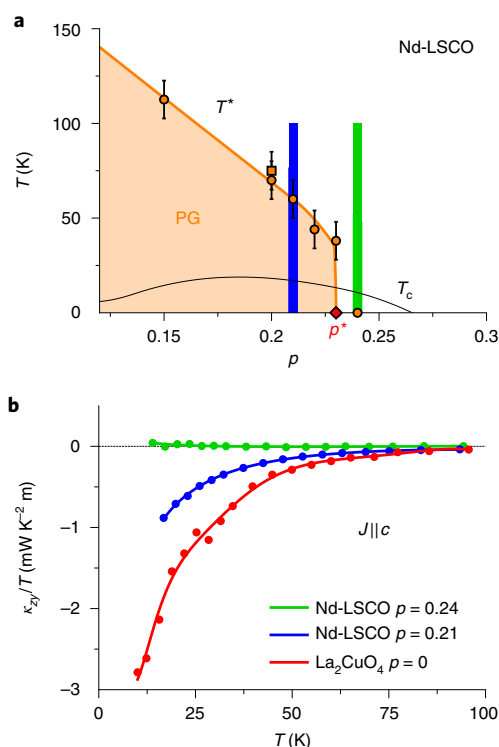 a
Nd-LSCO
150
100
50
0
T (K)
T*
PG
Tc
p*
0.15
0.2
0.25
0.3
p
b
0
–1
–2
–3
κzy/T (mW K−2 m)
J||c
Nd-LSCO p = 0.24
Nd-LSCO p = 0.21
La2CuO4 p = 0
0
25
50
75
100
T (K)